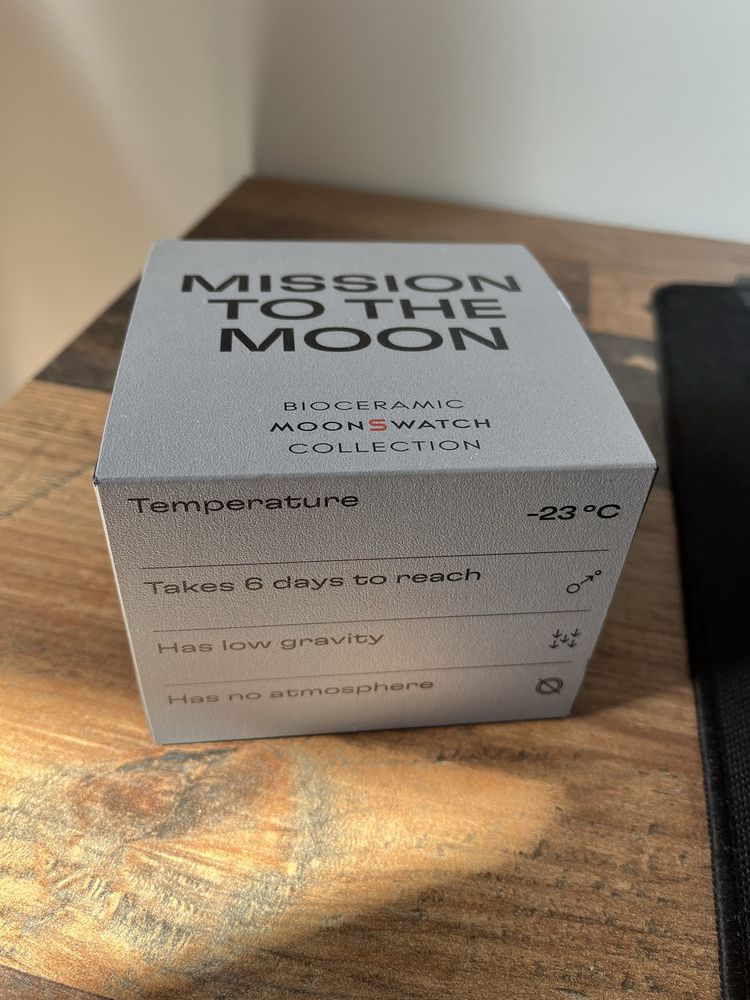 MISSION
TO THE
MOON
BIOCERAMIC
MOONSWATCH
COLLECTION
Temperature -23 °C
Takes 6 days to reach
Has low gravity
Has no atmosphere